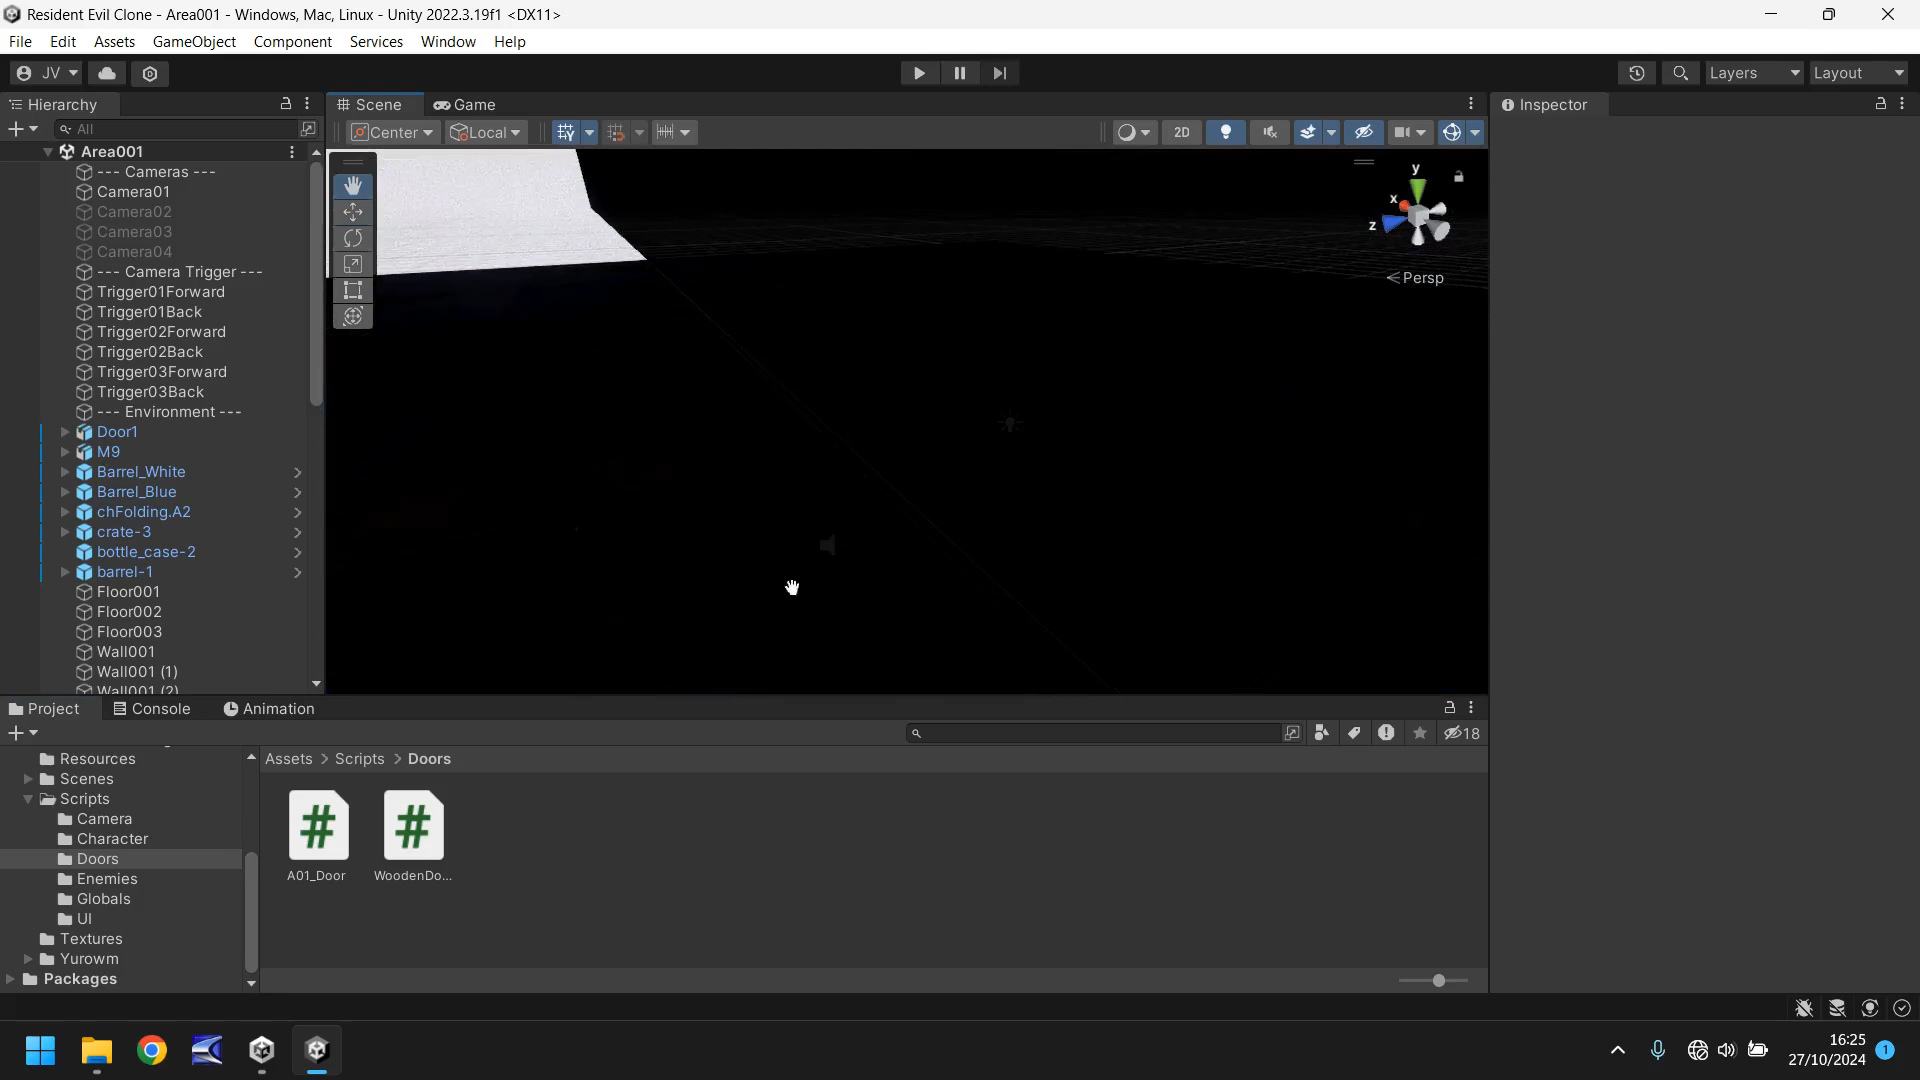 Resident Evil Clone - Area001 - Windows, Mac, Linux - Unity 2022.3.19f1 <DX11>
File Edit Assets GameObject Component Services Window Help
JV Layers Layout
Hierarchy Scene Game Inspector
All Center Local 2D
Area001
--- Cameras ---
Camera01
Camera02
Camera03
Camera04
--- Camera Trigger ---
Trigger01Forward
Trigger01Back
Trigger02Forward
Trigger02Back
Trigger03Forward
Trigger03Back
--- Environment ---
Door1
M9
Barrel_White
Barrel_Blue
chFolding.A2
crate-3
bottle_case-2
barrel-1
Floor001
Floor002
Floor003
Wall001
Wall001 (1)
Wall001 (2)
y
x
z
Persp
Project Console Animation
18
Resources
Scenes
Scripts
Camera
Character
Doors
Enemies
Globals
UI
Textures
Yurowm
Packages
Assets > Scripts > Doors
# #
A01_Door WoodenDo...
16:25
27/10/2024
1